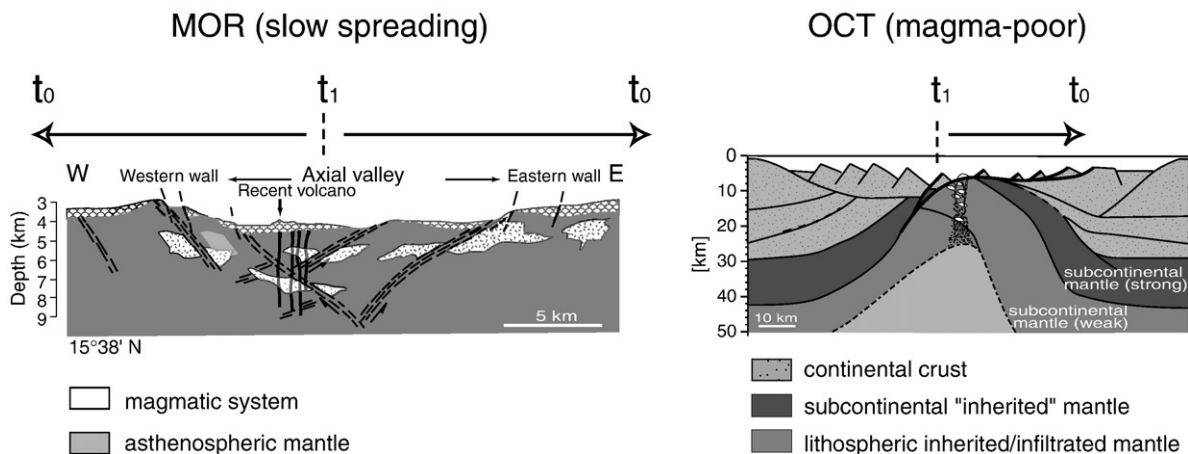 MOR (slow spreading)
t0 t1 t0
W Western wall Axial valley Eastern wall E
Recent volcano
Depth (km)
3
4
5
6
7
8
9
5 km
15°38' N
magmatic system
asthenospheric mantle
OCT (magma-poor)
t1 t0
[km]
0
10
20
30
40
50
subcontinental
mantle (strong)
subcontinental
mantle (weak)
10 km
continental crust
subcontinental "inherited" mantle
lithospheric inherited/infiltrated mantle